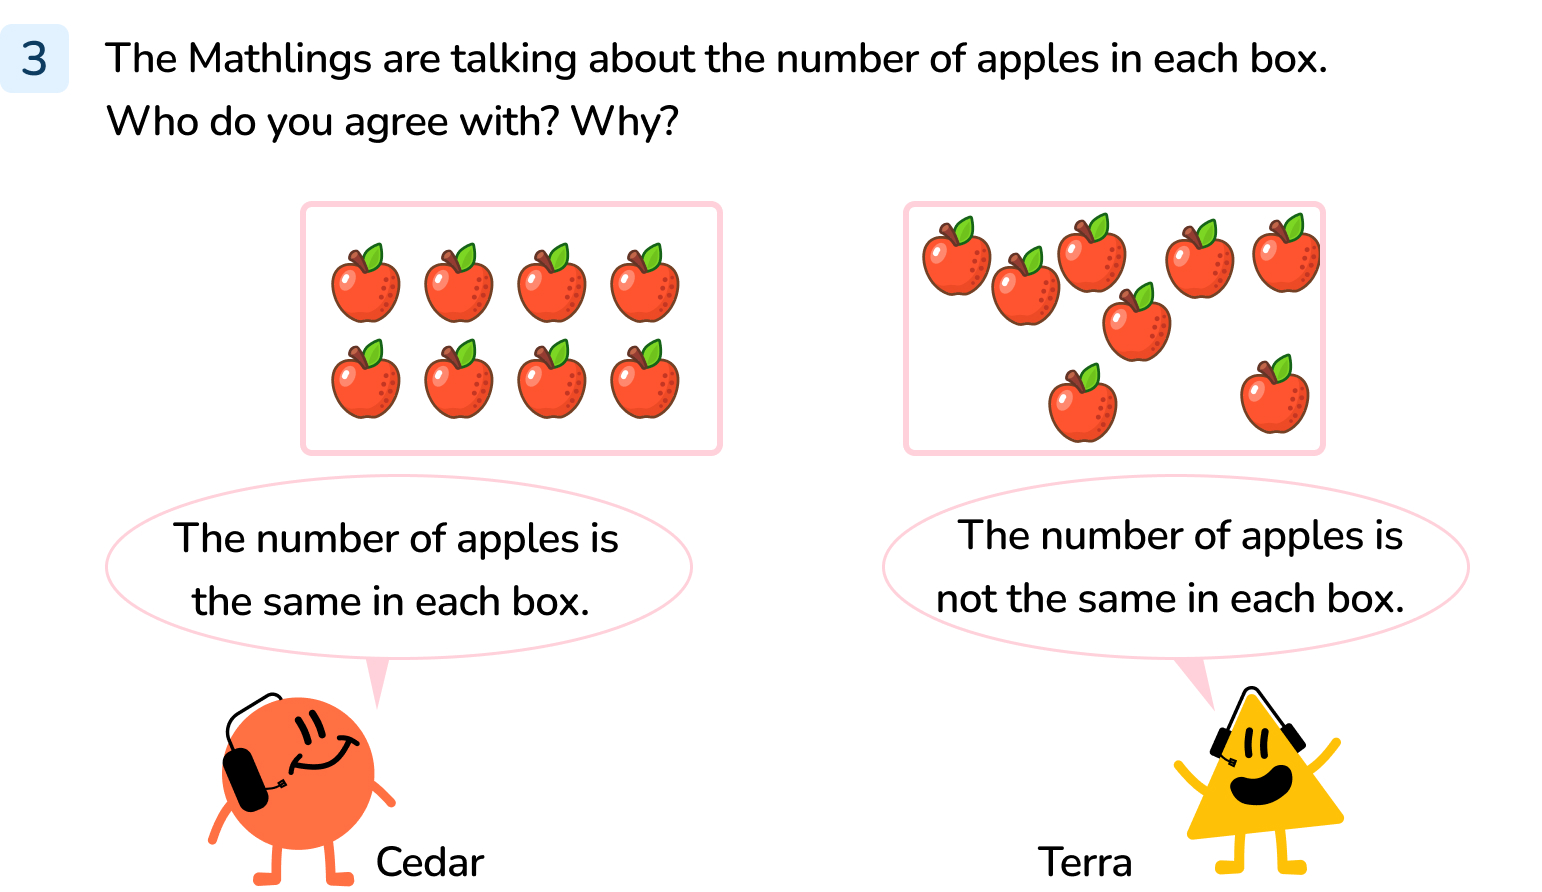 3
The Mathlings are talking about the number of apples in each box.
Who do you agree with? Why?
The number of apples is
the same in each box.
The number of apples is
not the same in each box.
Cedar
Terra